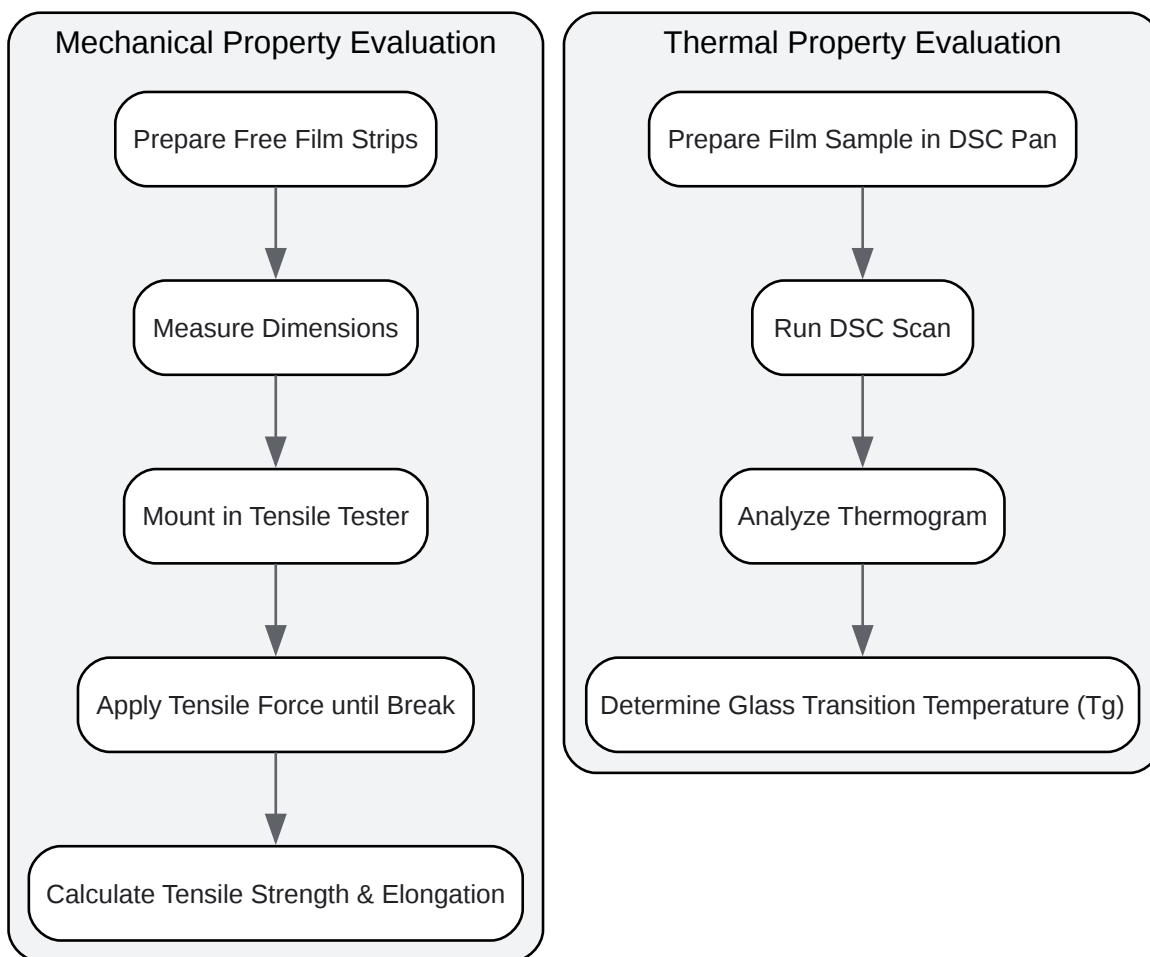 Mechanical Property Evaluation
Prepare Free Film Strips
Measure Dimensions
Mount in Tensile Tester
Apply Tensile Force until Break
Calculate Tensile Strength & Elongation
Thermal Property Evaluation
Prepare Film Sample in DSC Pan
Run DSC Scan
Analyze Thermogram
Determine Glass Transition Temperature (Tg)